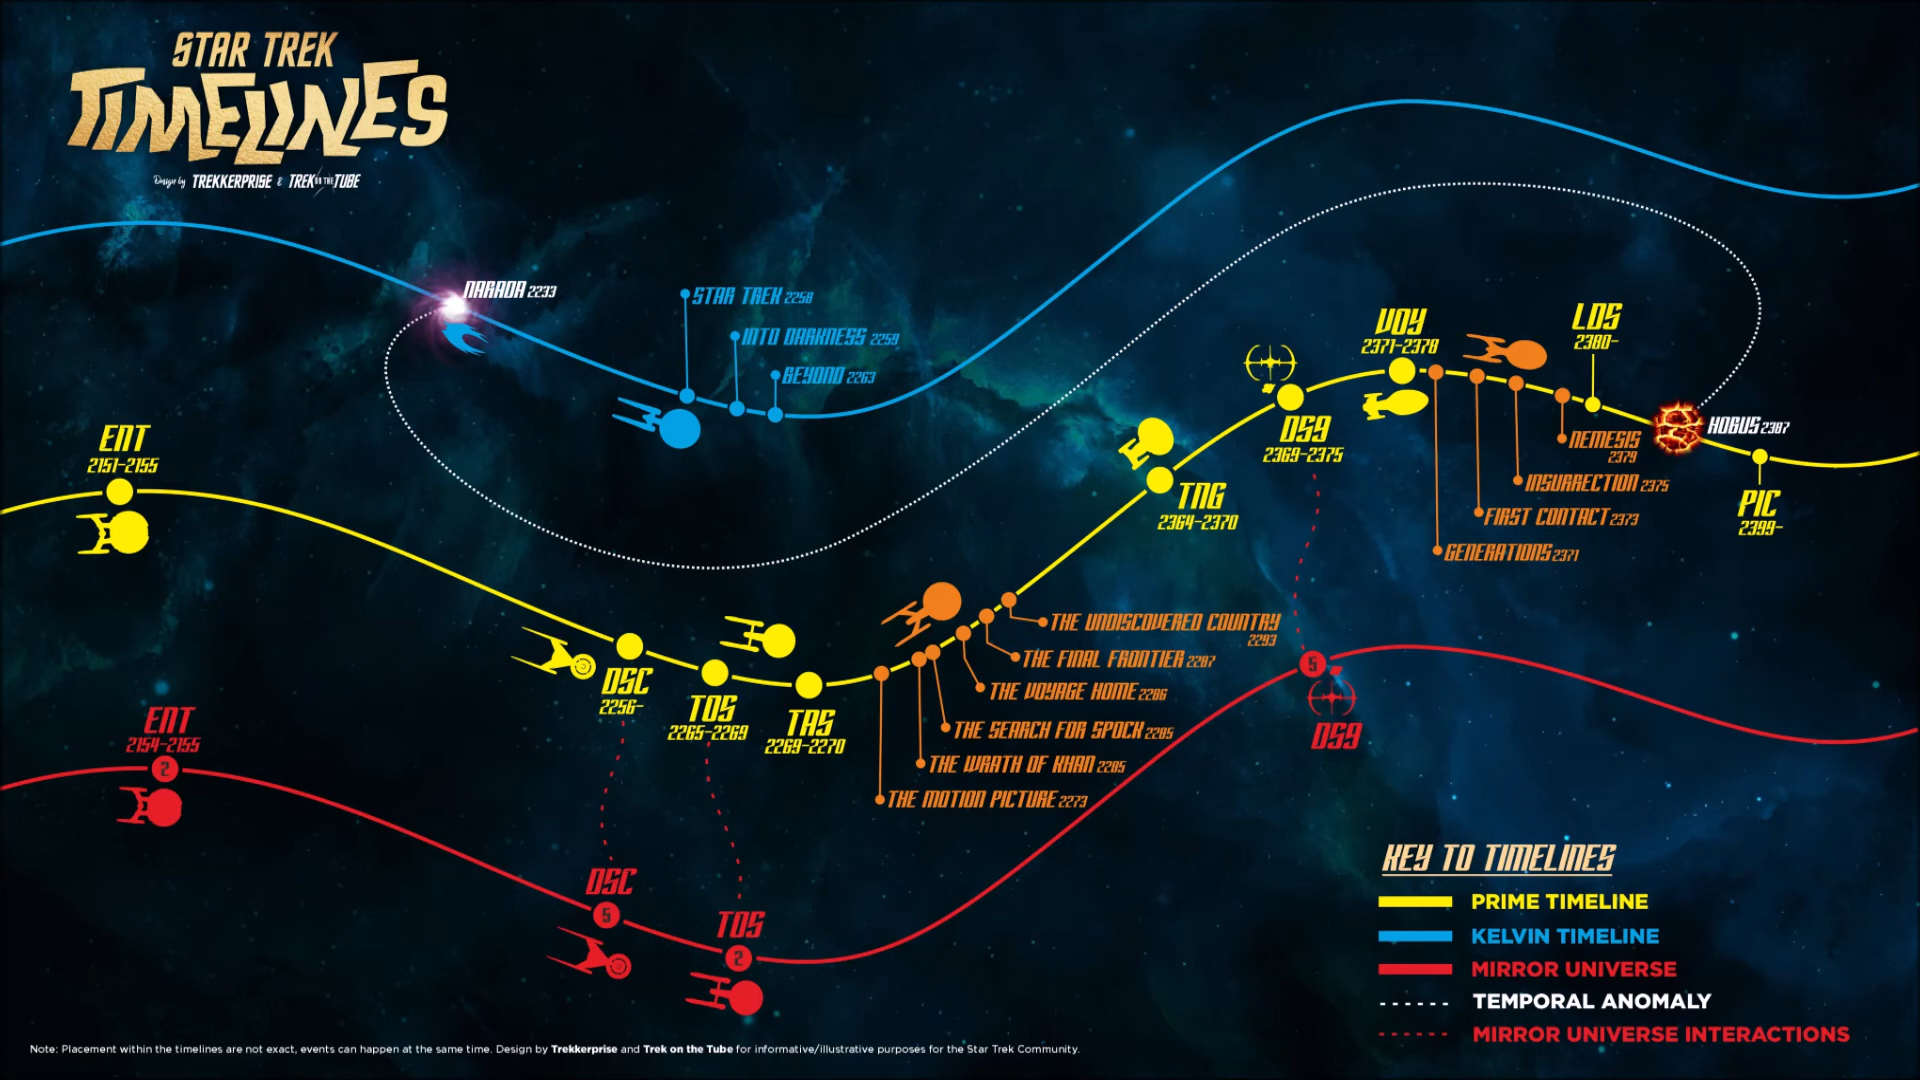 STAR TREK
TIMELINES
Design by TREKKERPRISE & TREK ON THE TUBE
NARADA 2233
STAR TREK 2258
INTO DARKNESS 2259
BEYOND 2263
ENT
2151-2155
DSC
2256-
TOS
2265-2269
TAS
2269-2270
THE MOTION PICTURE 2273
THE WRATH OF KHAN 2285
THE SEARCH FOR SPOCK 2285
THE VOYAGE HOME 2286
THE FINAL FRONTIER 2287
THE UNDISCOVERED COUNTRY
2293
TNG
2364-2370
DS9
2369-2375
VOY
2371-2378
GENERATIONS 2371
FIRST CONTACT 2373
INSURRECTION 2375
NEMESIS
2379
LDS
2380-
HOBUS 2387
PIC
2399-
ENT
2154-2155
2
DSC
5
TOS
2
5
DS9
KEY TO TIMELINES
PRIME TIMELINE
KELVIN TIMELINE
MIRROR UNIVERSE
TEMPORAL ANOMALY
MIRROR UNIVERSE INTERACTIONS
Note: Placement within the timelines are not exact, events can happen at the same time. Design by Trekkerprise and Trek on the Tube for informative/illustrative purposes for the Star Trek Community.